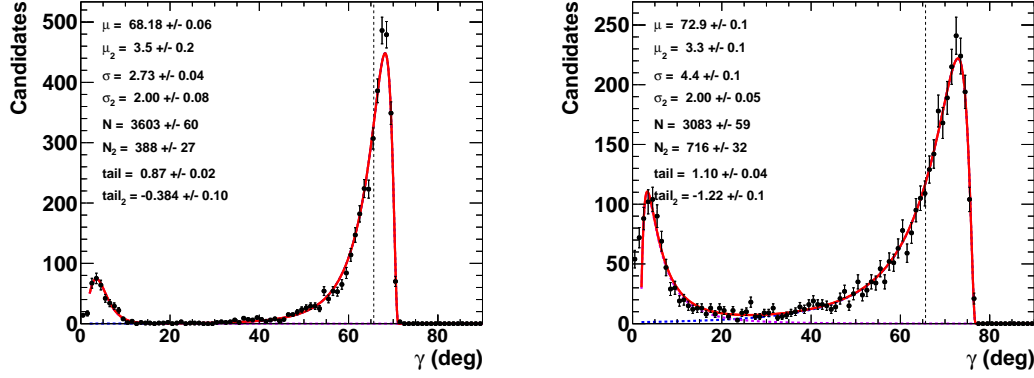 Candidates
500
400
300
200
100
0
μ = 68.18 +/- 0.06
μ₂ = 3.5 +/- 0.2
σ = 2.73 +/- 0.04
σ₂ = 2.00 +/- 0.08
N = 3603 +/- 60
N₂ = 388 +/- 27
tail = 0.87 +/- 0.02
tail₂ = -0.384 +/- 0.10
0 20 40 60 80
γ (deg)
Candidates
250
200
150
100
50
0
μ = 72.9 +/- 0.1
μ₂ = 3.3 +/- 0.1
σ = 4.4 +/- 0.1
σ₂ = 2.00 +/- 0.05
N = 3083 +/- 59
N₂ = 716 +/- 32
tail = 1.10 +/- 0.04
tail₂ = -1.22 +/- 0.1
0 20 40 60 80
γ (deg)